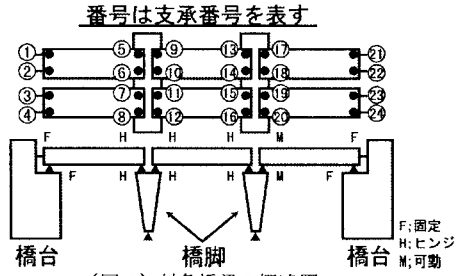 番号は支承番号を表す
① ⑤ ⑨ ⑬ ⑰ ㉑
② ⑥ ⑩ ⑭ ⑱ ㉒
③ ⑦ ⑪ ⑮ ⑲ ㉓
④ ⑧ ⑫ ⑯ ⑳ ㉔
F H H H M F
F H H H M F
F;固定
H;ヒンジ
M;可動
橋台 橋脚 橋台